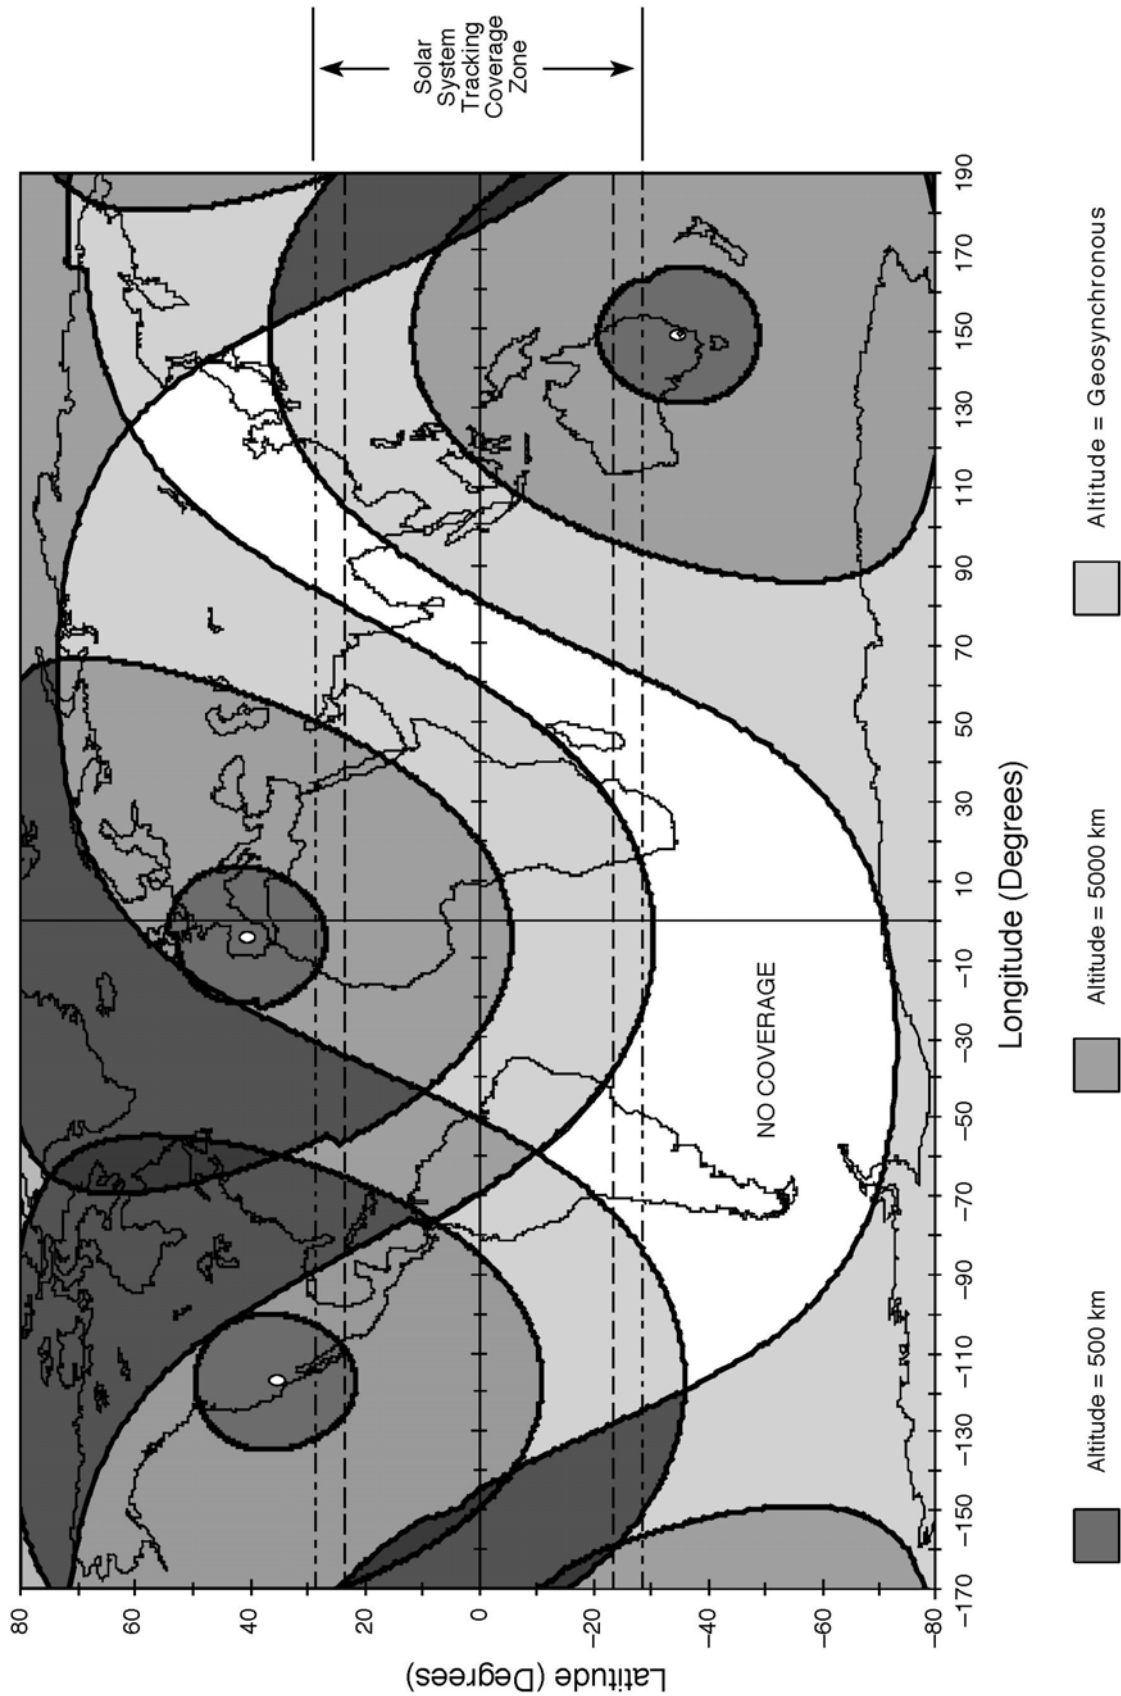 Solar
System
Tracking
Coverage
Zone
80
60
40
20
0
−20
−40
−60
−80
Latitude (Degrees)
NO COVERAGE
−170
−150
−130
−110
−90
−70
−50
−30
−10
10
30
50
70
90
110
130
150
170
190
Longitude (Degrees)
Altitude = 500 km
Altitude = 5000 km
Altitude = Geosynchronous